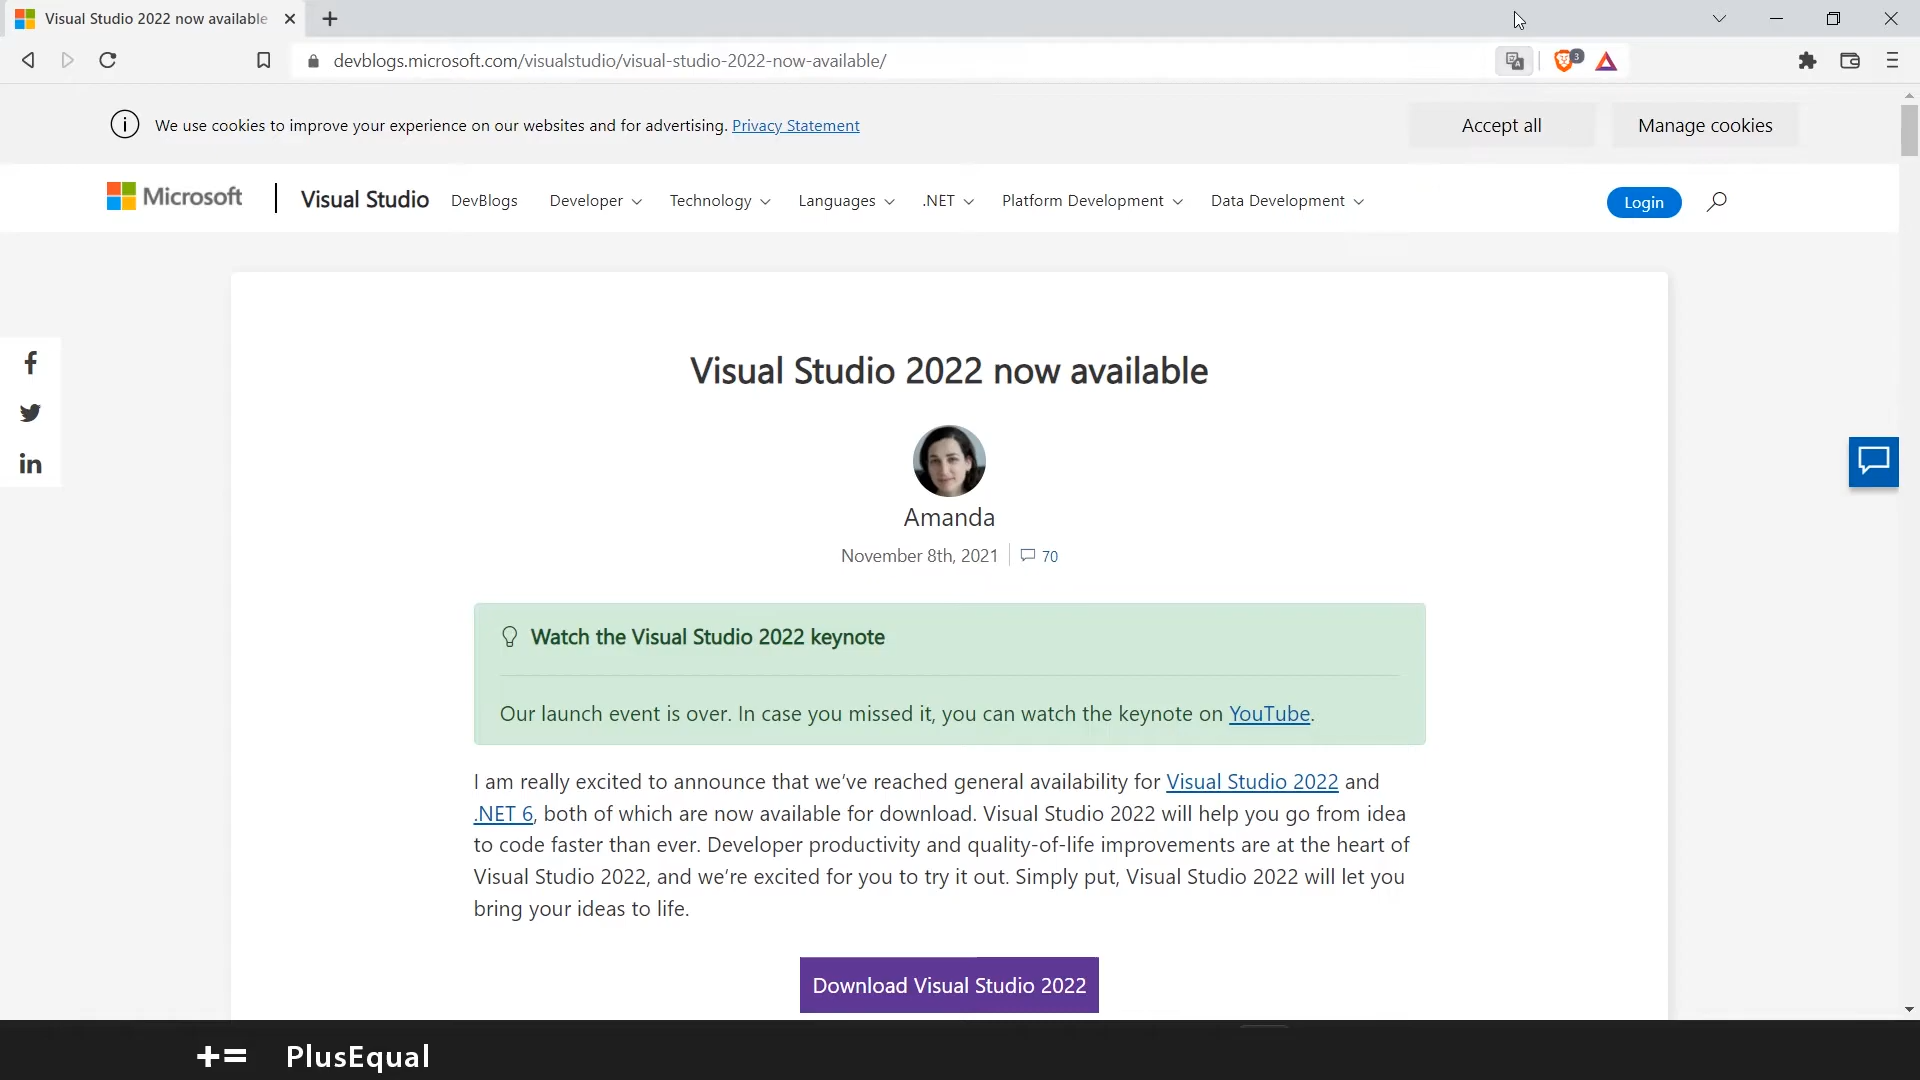 Visual Studio 2022 now available
devblogs.microsoft.com/visualstudio/visual-studio-2022-now-available/
3
We use cookies to improve your experience on our websites and for advertising. Privacy Statement
Accept all
Manage cookies
Microsoft
Visual Studio
DevBlogs
Developer
Technology
Languages
.NET
Platform Development
Data Development
Login
Visual Studio 2022 now available
Amanda
November 8th, 2021
70
Watch the Visual Studio 2022 keynote
Our launch event is over. In case you missed it, you can watch the keynote on YouTube.
I am really excited to announce that we’ve reached general availability for Visual Studio 2022 and
.NET 6, both of which are now available for download. Visual Studio 2022 will help you go from idea
to code faster than ever. Developer productivity and quality-of-life improvements are at the heart of
Visual Studio 2022, and we’re excited for you to try it out. Simply put, Visual Studio 2022 will let you
bring your ideas to life.
Download Visual Studio 2022
+= PlusEqual